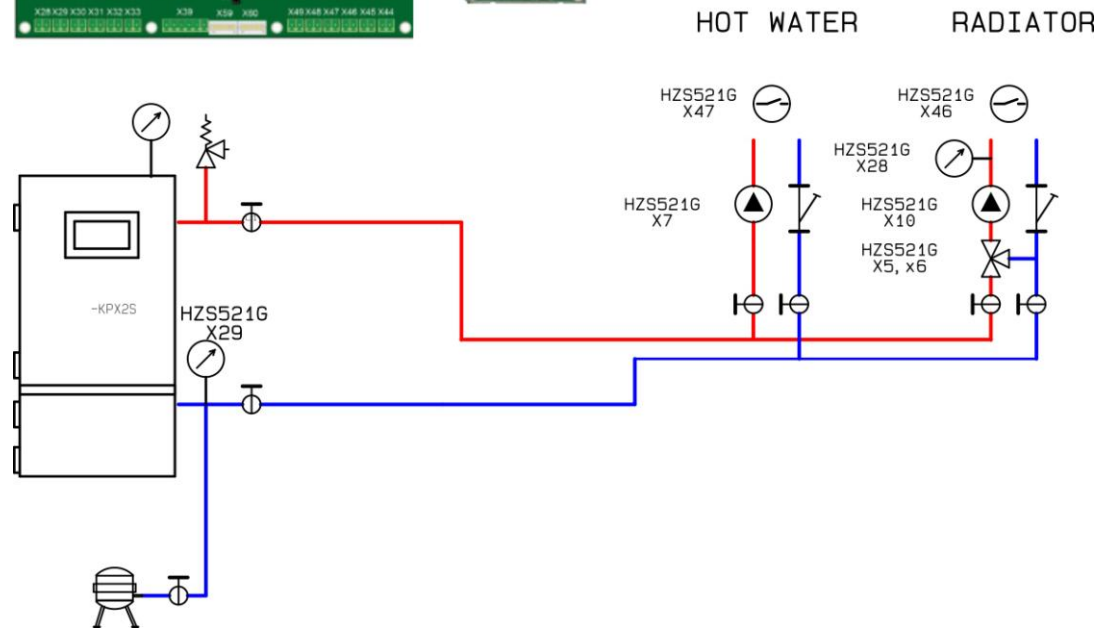 X28 X29 X30 X31 X32 X33 X39 X59 X60 X49 X48 X47 X46 X45 X44
HOT WATER RADIATOR
HZS521G
X47
HZS521G
X46
HZS521G
X28
HZS521G
X7
HZS521G
X10
HZS521G
X5, x6
-KPX2S
HZS521G
X29